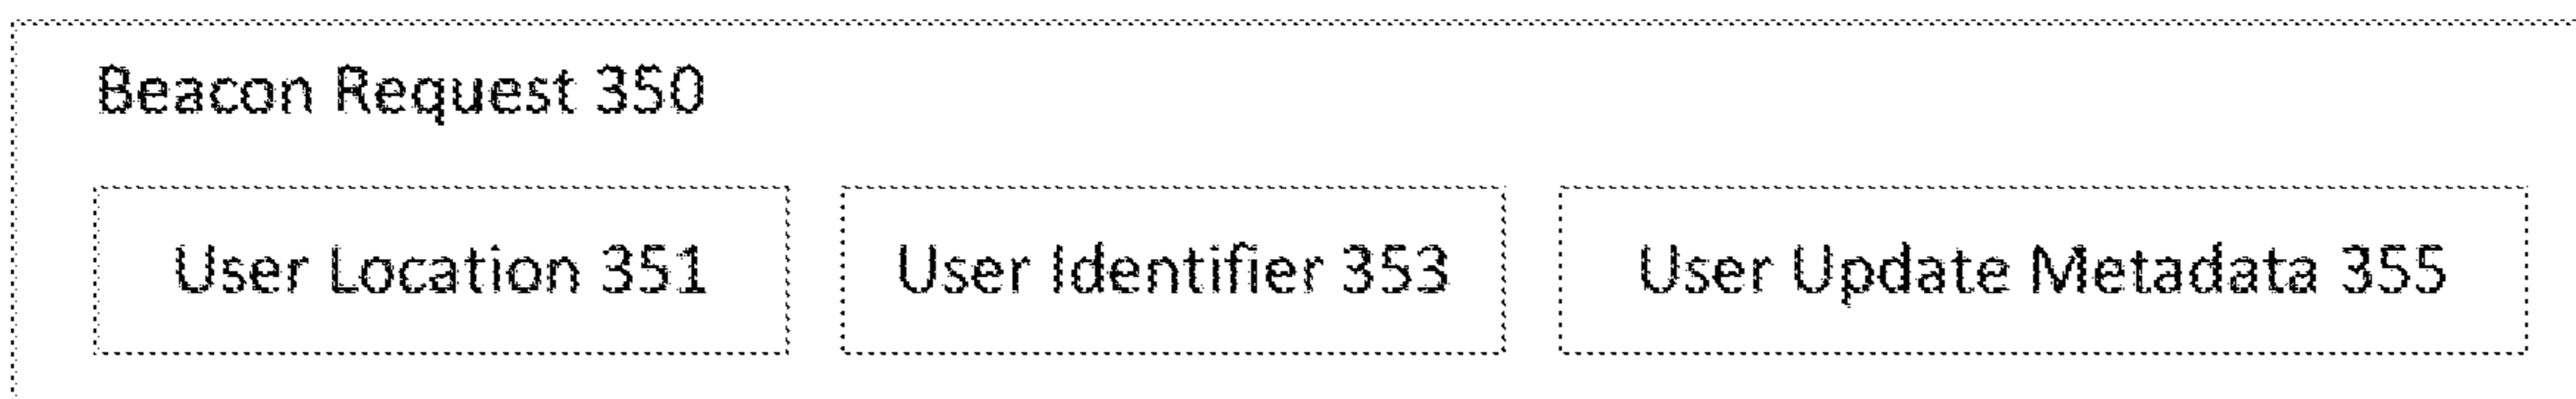 Beacon Request 350
User Location 351
User Identifier 353
User Update Metadata 355